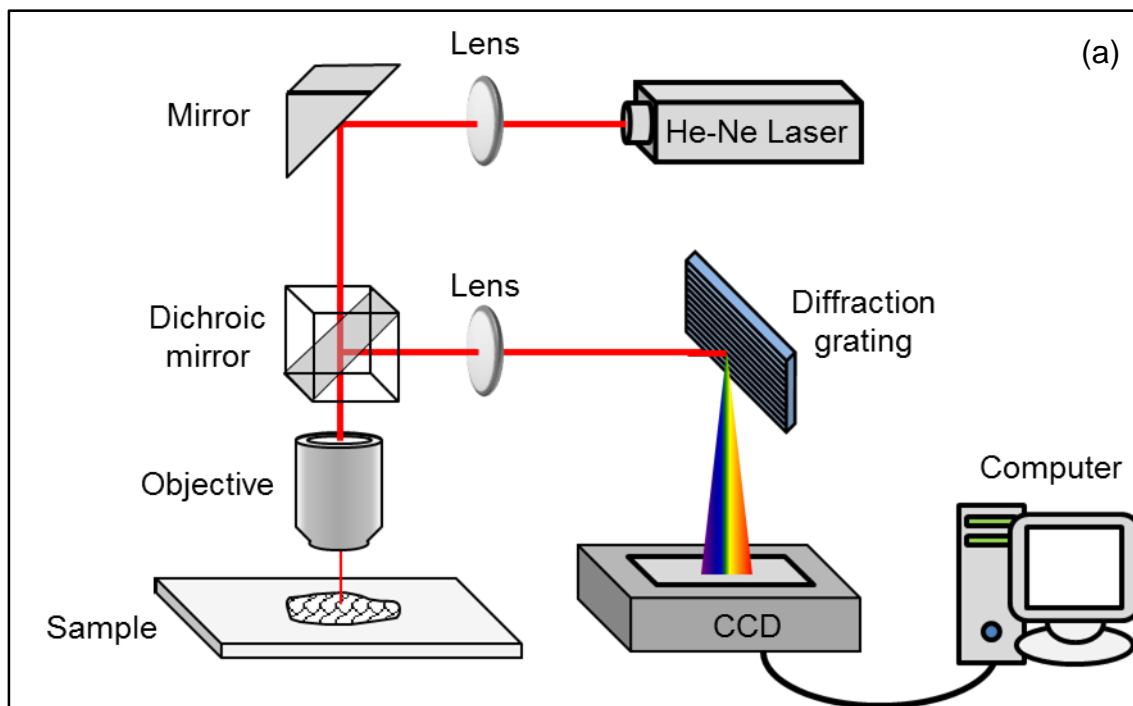 Lens
(a)
Mirror
He-Ne Laser
Lens
Dichroic
mirror
Diffraction
grating
Objective
Computer
Sample
CCD